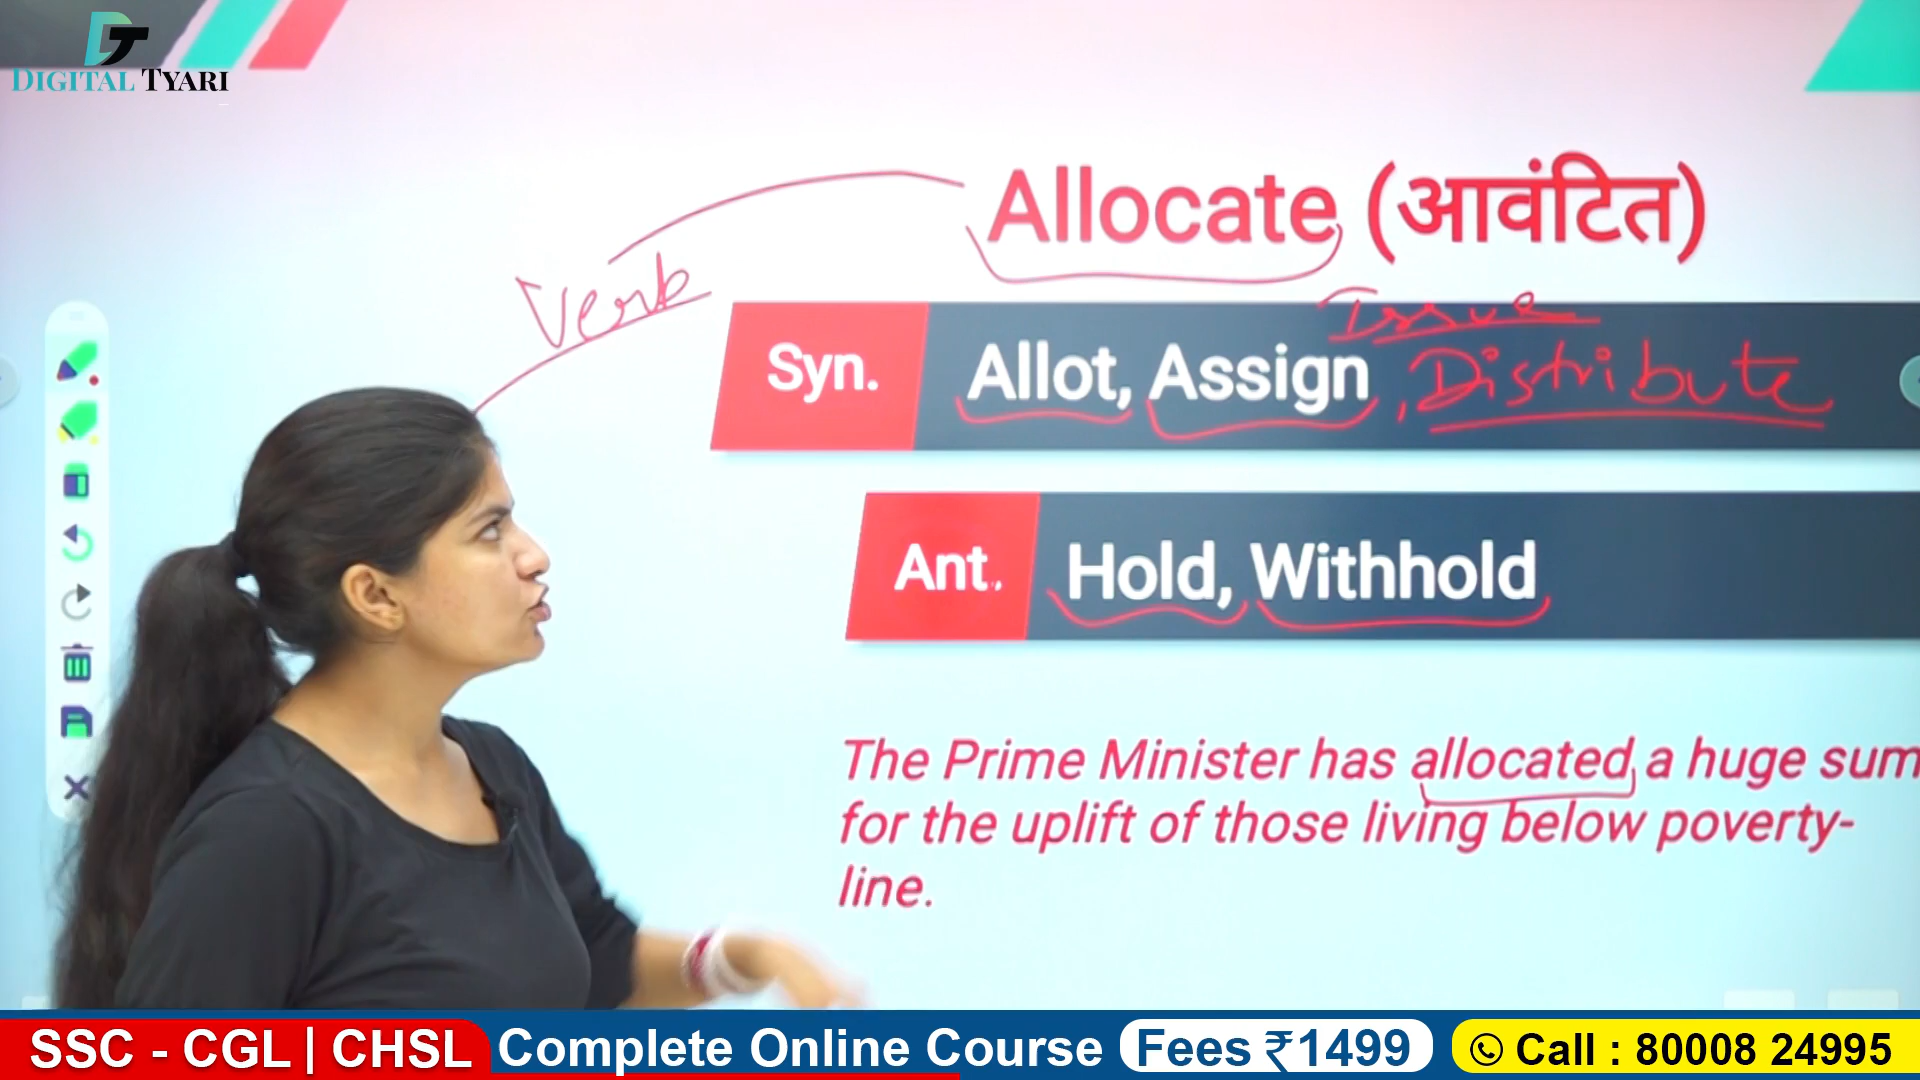 DT
DIGITAL TYARI
Allocate (आवंटित)
Verb
Issue
Syn. Allot, Assign, Distribute
Ant. Hold, Withhold
The Prime Minister has allocated a huge sum
for the uplift of those living below poverty-
line.
SSC - CGL | CHSL Complete Online Course Fees ₹1499 Call : 80008 24995